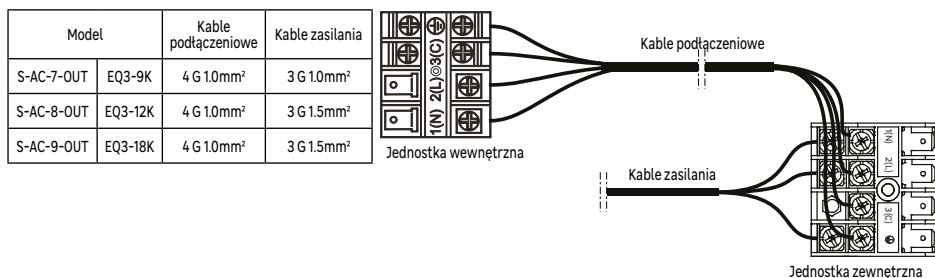 Model Kable podłączeniowe Kable zasilania
S-AC-7-OUT EQ3-9K 4 G 1.0mm² 3 G 1.0mm²
S-AC-8-OUT EQ3-12K 4 G 1.0mm² 3 G 1.5mm²
S-AC-9-OUT EQ3-18K 4 G 1.0mm² 3 G 1.5mm²
1(N) 2(L) 3(C)
Jednostka wewnętrzna
Kable podłączeniowe
Kable zasilania
1(N)
2(L)
3(C)
Jednostka zewnętrzna